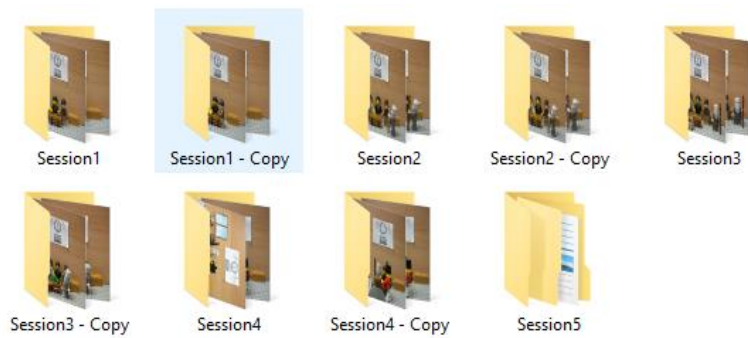 Session1
Session1 - Copy
Session2
Session2 - Copy
Session3
Session3 - Copy
Session4
Session4 - Copy
Session5